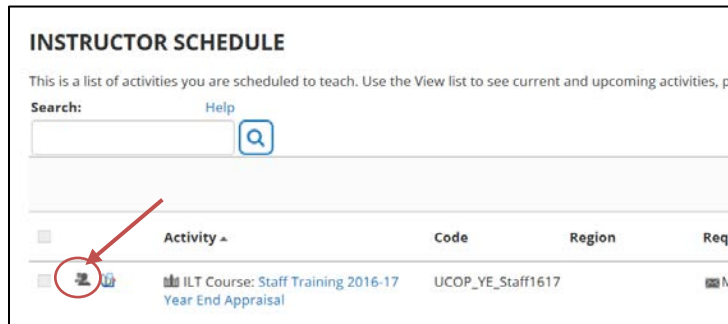 INSTRUCTOR SCHEDULE
This is a list of activities you are scheduled to teach. Use the View list to see current and upcoming activities, p
Search: Help
Activity Code Region Req
ILT Course: Staff Training 2016-17 UCOP_YE_Staff1617 M
Year End Appraisal